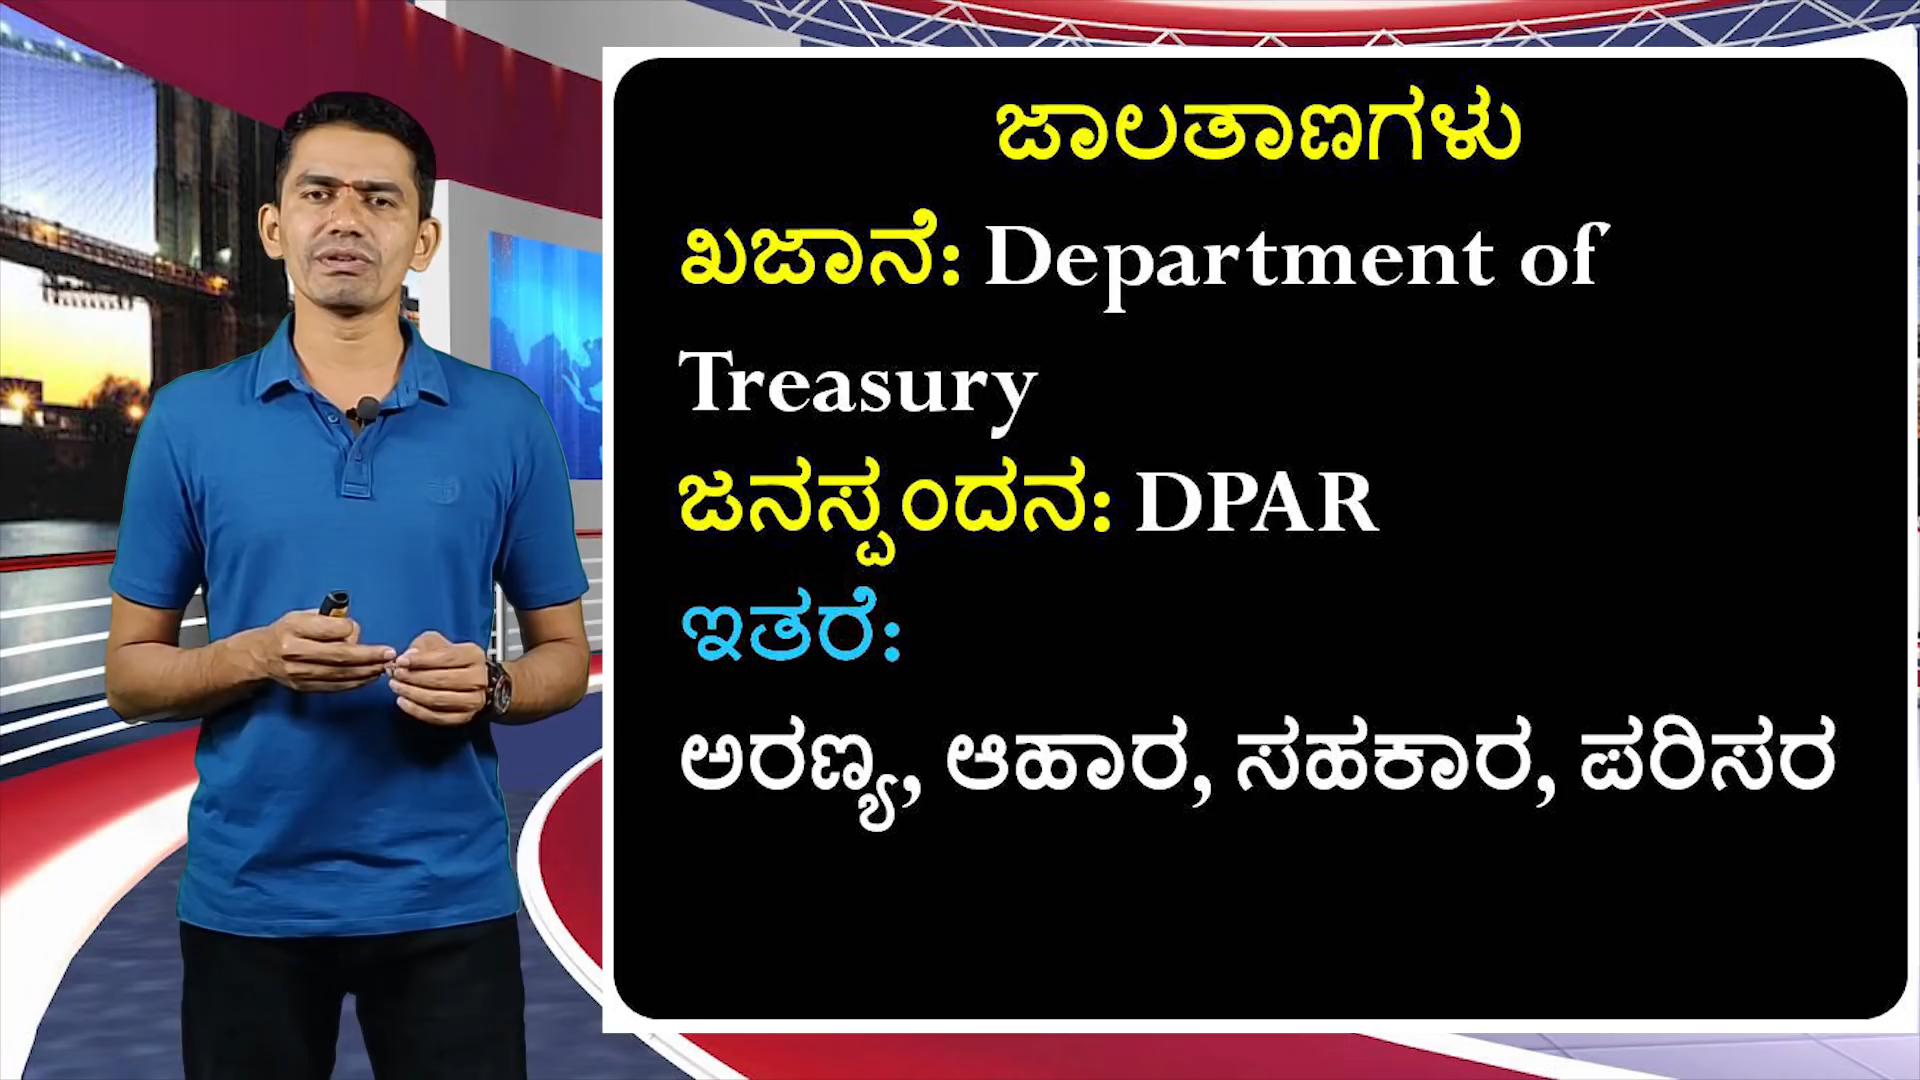 ಜಾಲತಾಣಗಳು
ಖಜಾನೆ: Department of
Treasury
ಜನಸ್ಪಂದನ: DPAR
ಇತರೆ:
ಅರಣ್ಯ, ಆಹಾರ, ಸಹಕಾರ, ಪರಿಸರ